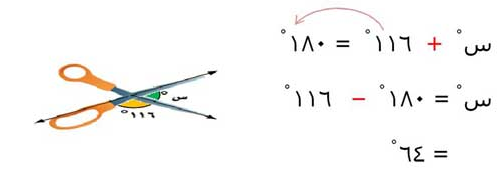 س° + ١١٦° = ١٨٠°
س° = ١٨٠° − ١١٦°
= ٦٤°
س°
١١٦°